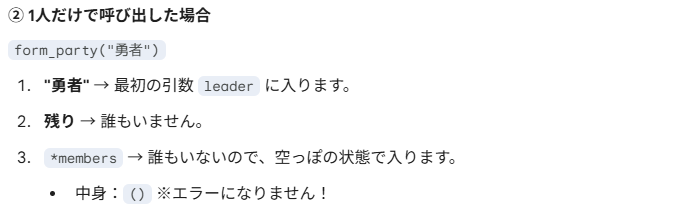 ② 1人だけで呼び出した場合
form_party("勇者")
1. "勇者" → 最初の引数 leader に入ります。
2. 残り → 誰もいません。
3. *members → 誰もいないので、空っぽの状態で入ります。
• 中身：() ※エラーになりません！